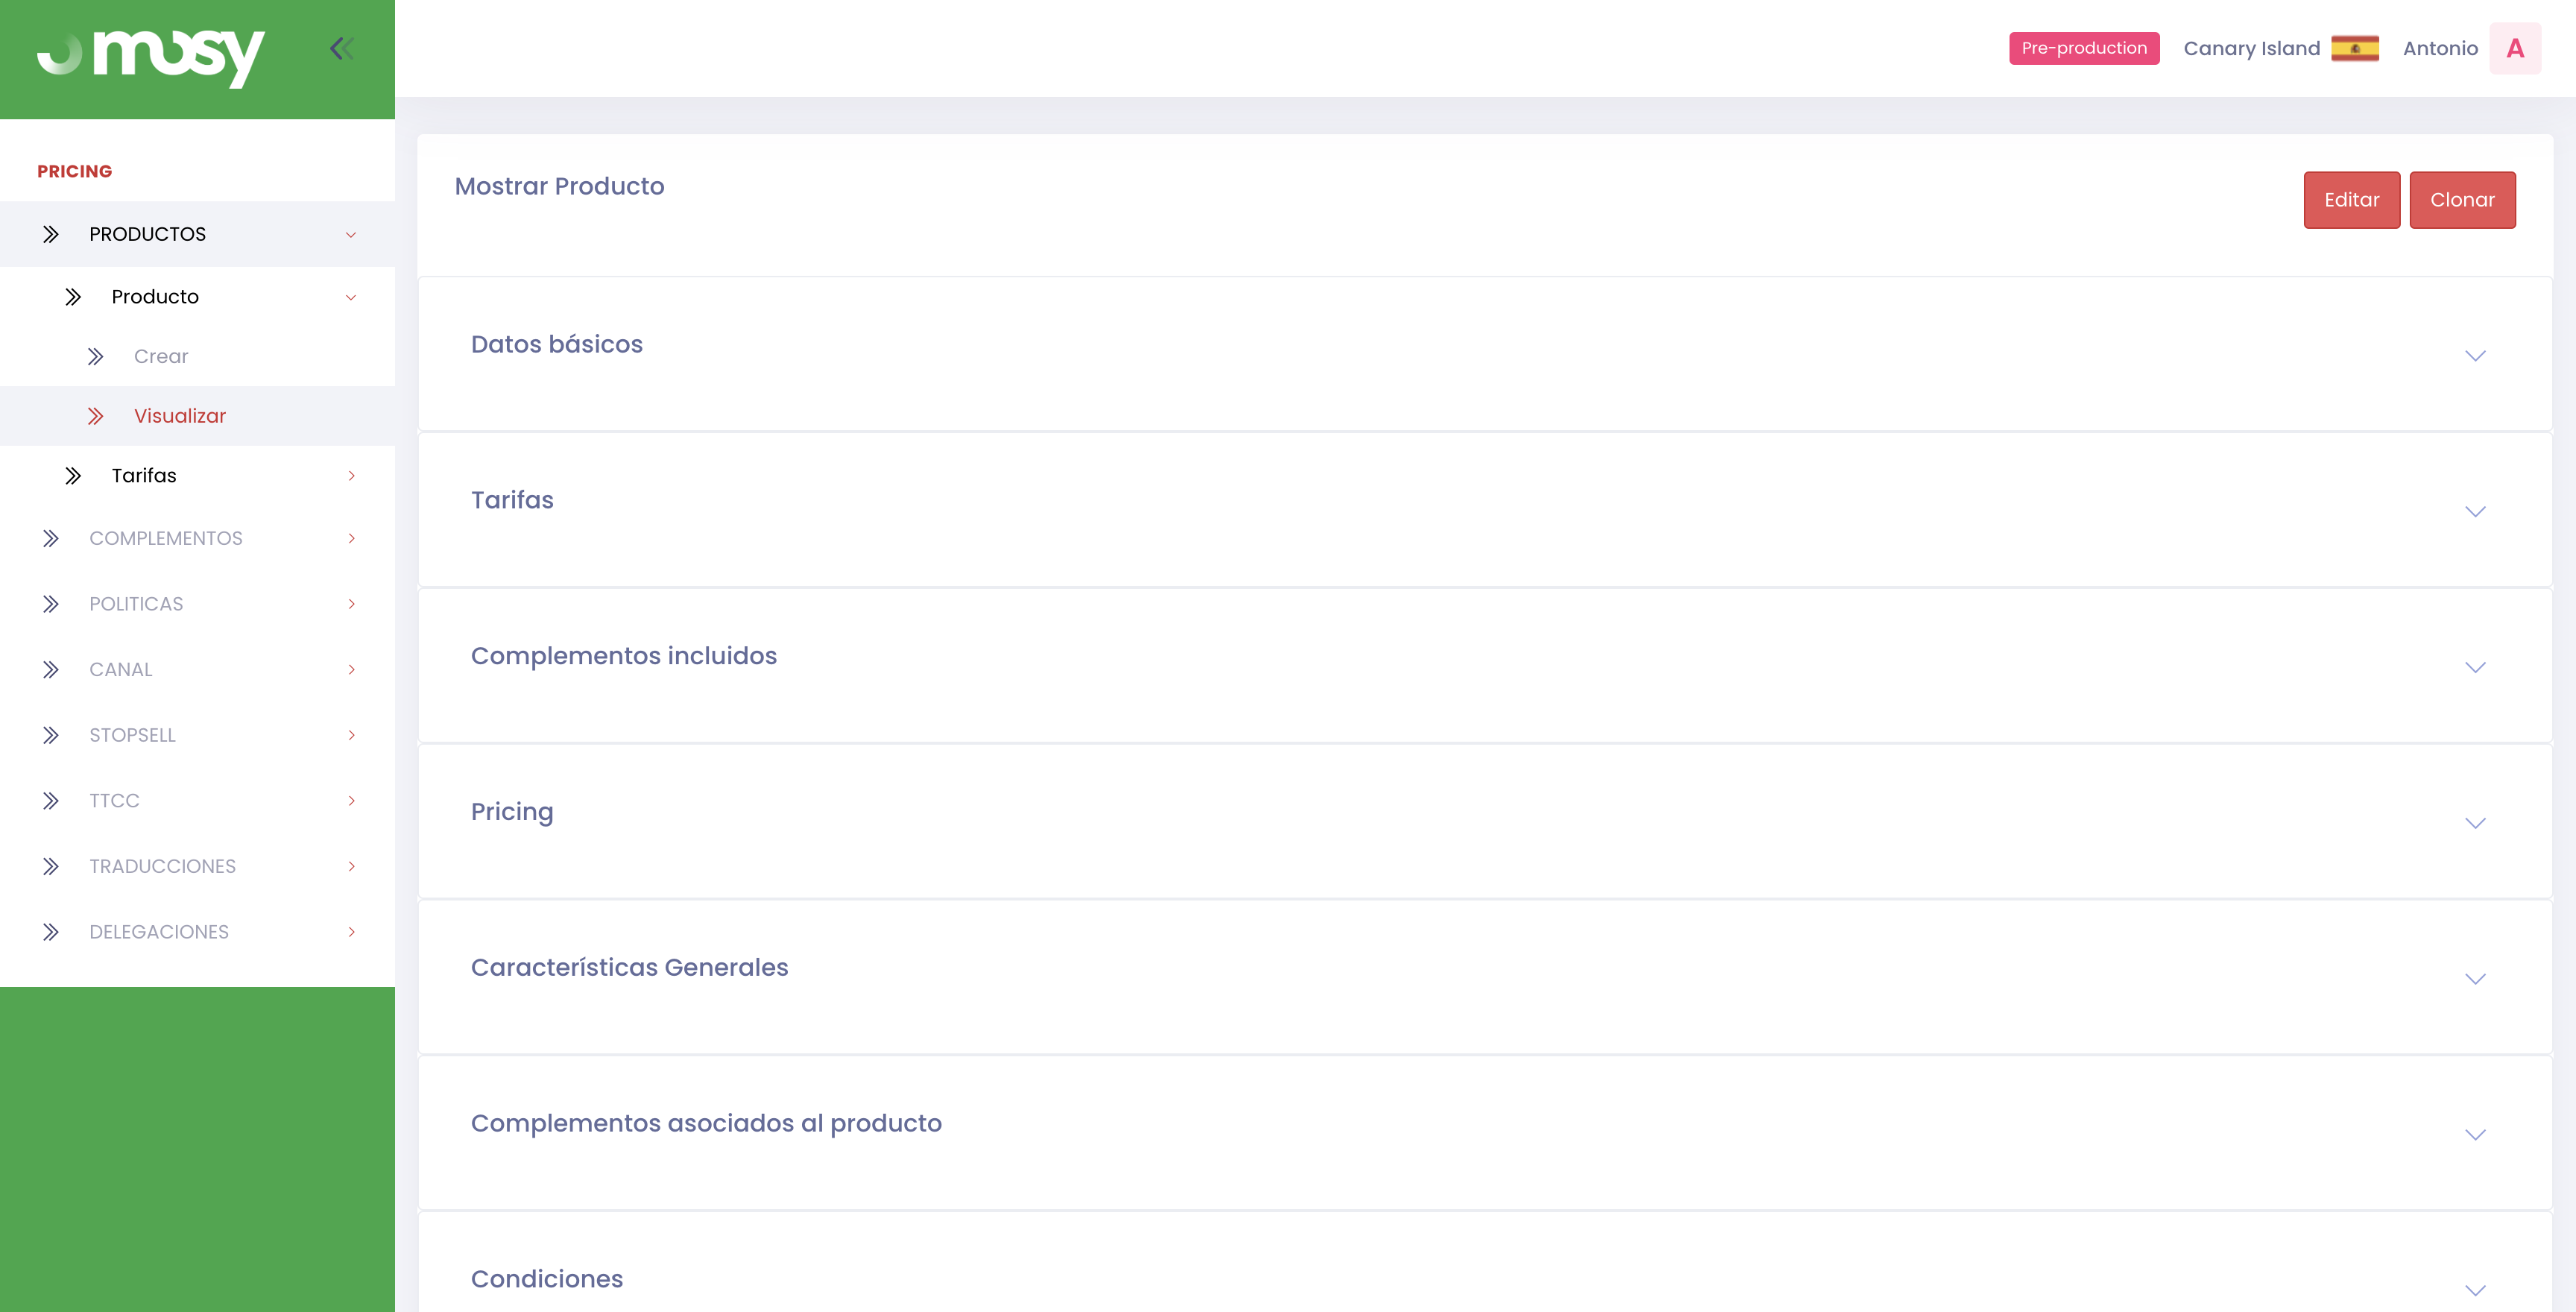 mosy
Pre-production
Canary Island
Antonio
A
PRICING
PRODUCTOS
Producto
Crear
Visualizar
Tarifas
COMPLEMENTOS
POLITICAS
CANAL
STOPSELL
TTCC
TRADUCCIONES
DELEGACIONES
Mostrar Producto
Editar
Clonar
Datos básicos
Tarifas
Complementos incluidos
Pricing
Características Generales
Complementos asociados al producto
Condiciones